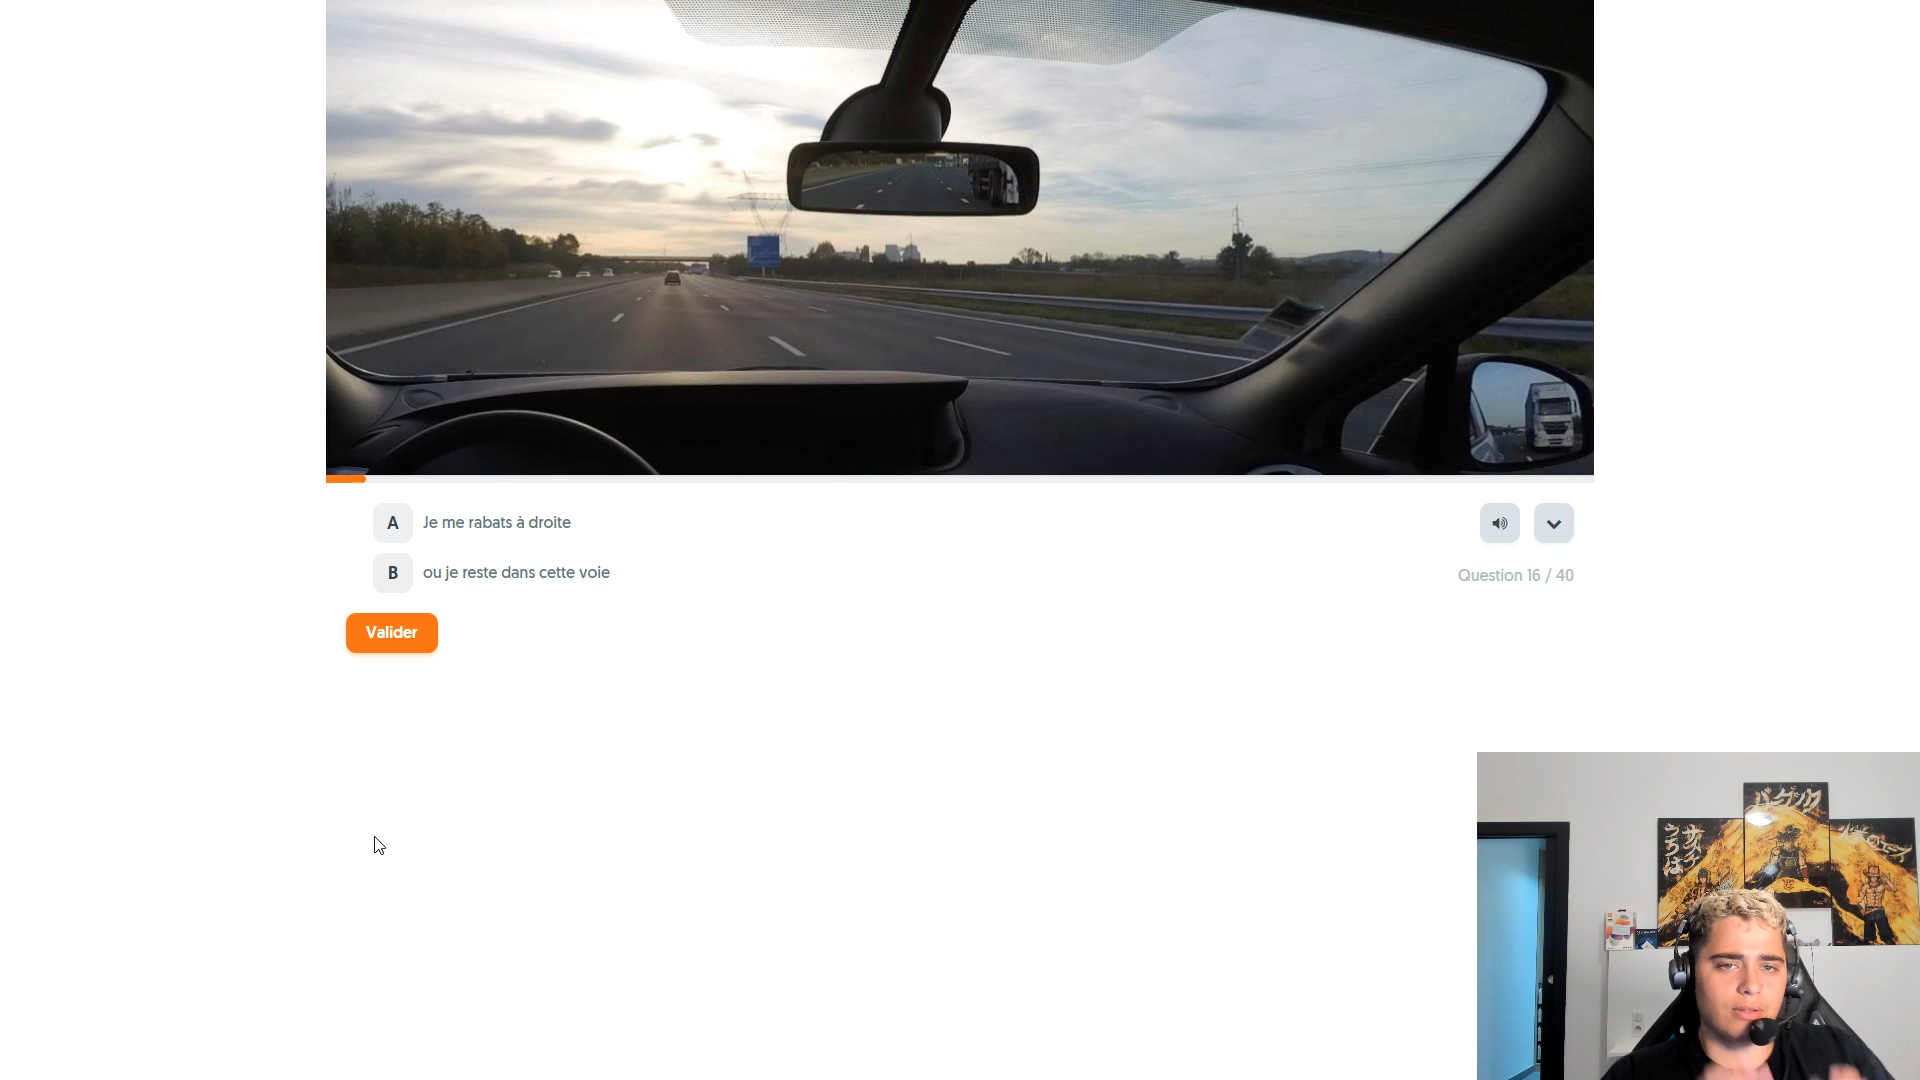 A Je me rabats à droite
B ou je reste dans cette voie
Question 16 / 40
Valider